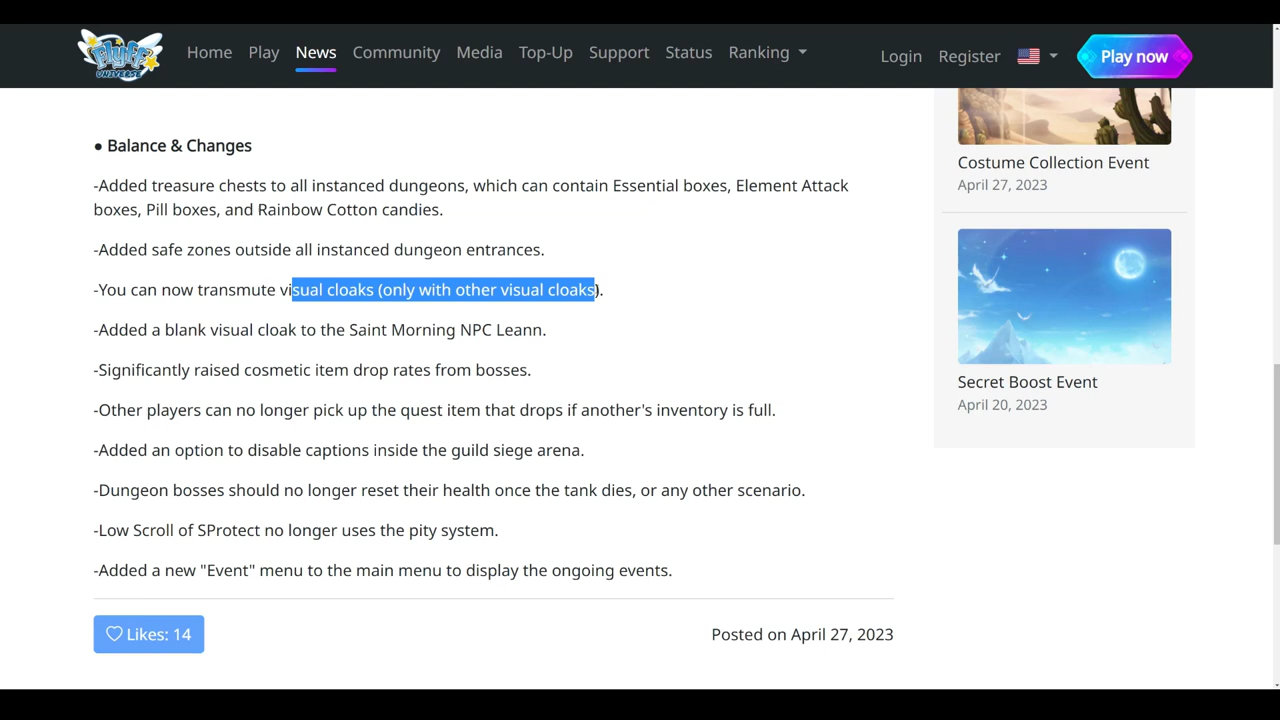 Flyff
UNIVERSE
Home Play News Community Media Top-Up Support Status Ranking
Login Register Play now
● Balance & Changes
-Added treasure chests to all instanced dungeons, which can contain Essential boxes, Element Attack
boxes, Pill boxes, and Rainbow Cotton candies.
-Added safe zones outside all instanced dungeon entrances.
-You can now transmute visual cloaks (only with other visual cloaks).
-Added a blank visual cloak to the Saint Morning NPC Leann.
-Significantly raised cosmetic item drop rates from bosses.
-Other players can no longer pick up the quest item that drops if another's inventory is full.
-Added an option to disable captions inside the guild siege arena.
-Dungeon bosses should no longer reset their health once the tank dies, or any other scenario.
-Low Scroll of SProtect no longer uses the pity system.
-Added a new "Event" menu to the main menu to display the ongoing events.
Likes: 14
Posted on April 27, 2023
Costume Collection Event
April 27, 2023
Secret Boost Event
April 20, 2023